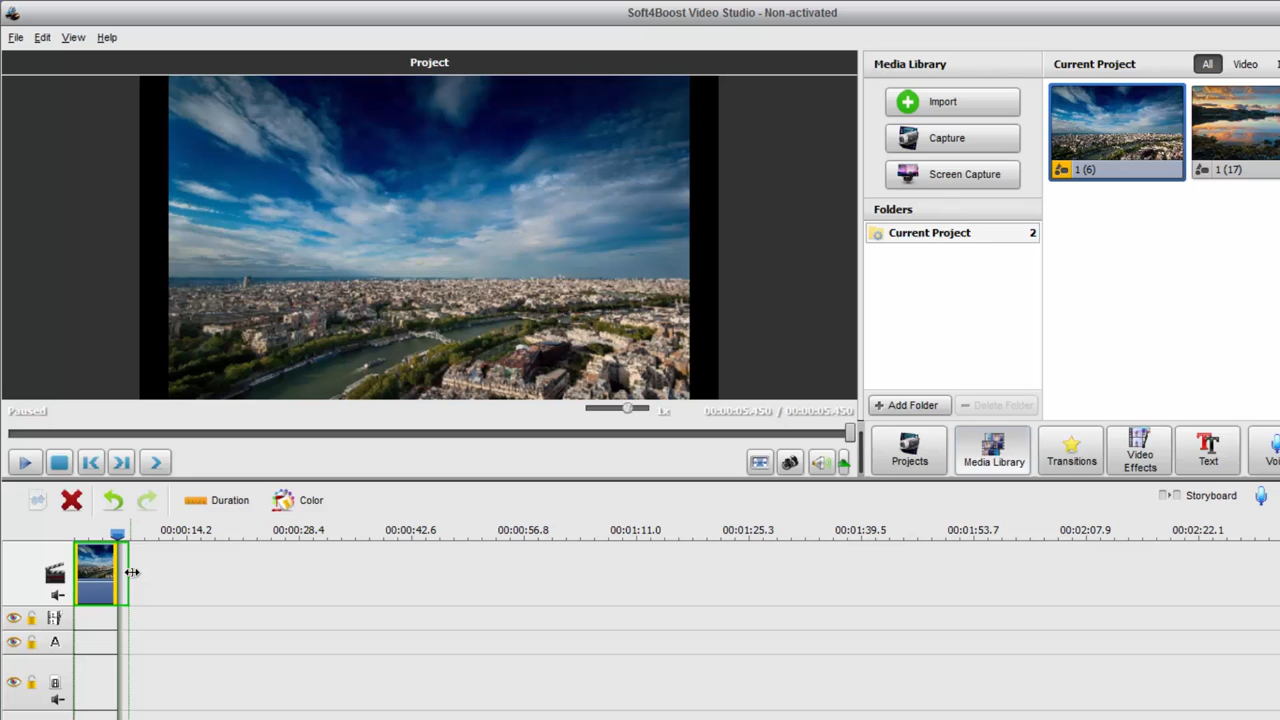 Soft4Boost Video Studio - Non-activated
File Edit View Help
Project
Media Library
Current Project All Video
Import
Capture
Screen Capture
1 (6) 1 (17)
Folders
Current Project 2
Add Folder Delete Folder
Paused 1x 00:00:05.450 / 00:00:05.450
Projects Media Library Transitions Video Effects Text Voi
Duration Color Storyboard
00:00:14.2 00:00:28.4 00:00:42.6 00:00:56.8 00:01:11.0 00:01:25.3 00:01:39.5 00:01:53.7 00:02:07.9 00:02:22.1
A